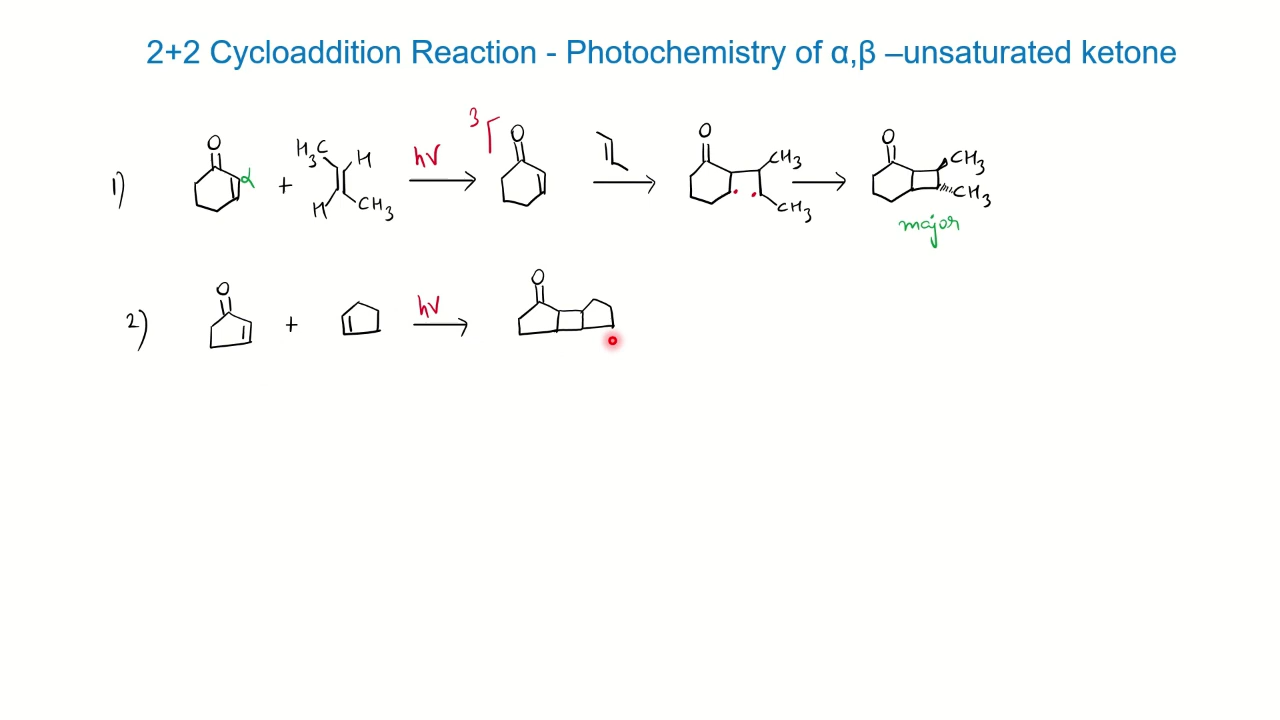 2+2 Cycloaddition Reaction - Photochemistry of α,β –unsaturated ketone
1) O α + H₃C H H CH₃ hν 3 O O CH₃ CH₃ O CH₃ CH₃
major
2) O + hν O